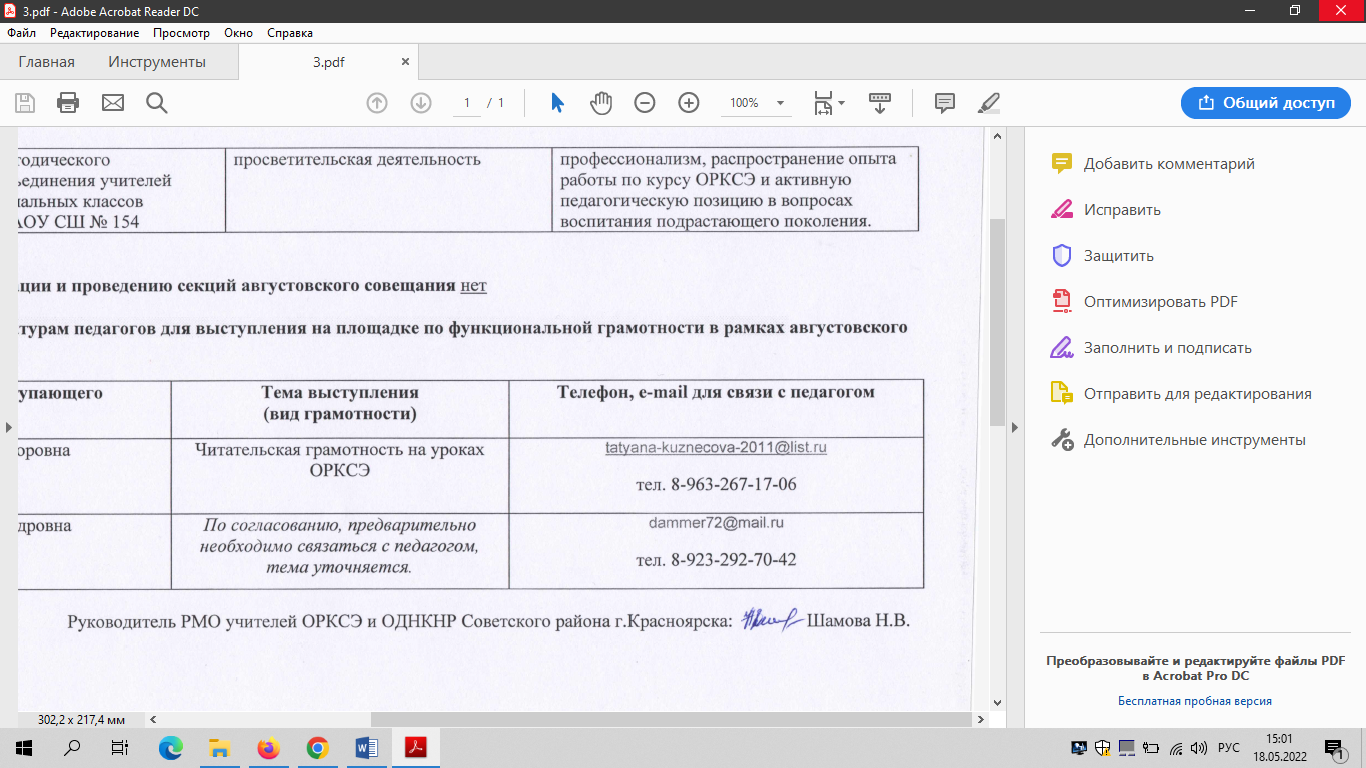 3.pdf - Adobe Acrobat Reader DC
Файл Редактирование Просмотр Окно Справка
Главная Инструменты 3.pdf ×
1 / 1 100% Общий доступ
тодического
ъединения учителей
чальных классов
АОУ СШ № 154
просветительская деятельность
профессионализм, распространение опыта
работы по курсу ОРКСЭ и активную
педагогическую позицию в вопросах
воспитания подрастающего поколения.
ации и проведению секций августовского совещания нет
турам педагогов для выступления на площадке по функциональной грамотности в рамках августовского
упающего
Тема выступления
(вид грамотности)
Телефон, e-mail для связи с педагогом
оровна
Читательская грамотность на уроках
ОРКСЭ
tatyana-kuznecova-2011@list.ru
тел. 8-963-267-17-06
дровна
По согласованию, предварительно
необходимо связаться с педагогом,
тема уточняется.
dammer72@mail.ru
тел. 8-923-292-70-42
Руководитель РМО учителей ОРКСЭ и ОДНКНР Советского района г.Красноярска: Шамова Н.В.
302,2 x 217,4 мм
Добавить комментарий
Исправить
Защитить
Оптимизировать PDF
Заполнить и подписать
Отправить для редактирования
Дополнительные инструменты
Преобразовывайте и редактируйте файлы PDF
в Acrobat Pro DC
Бесплатная пробная версия
РУС
15:01
18.05.2022
1